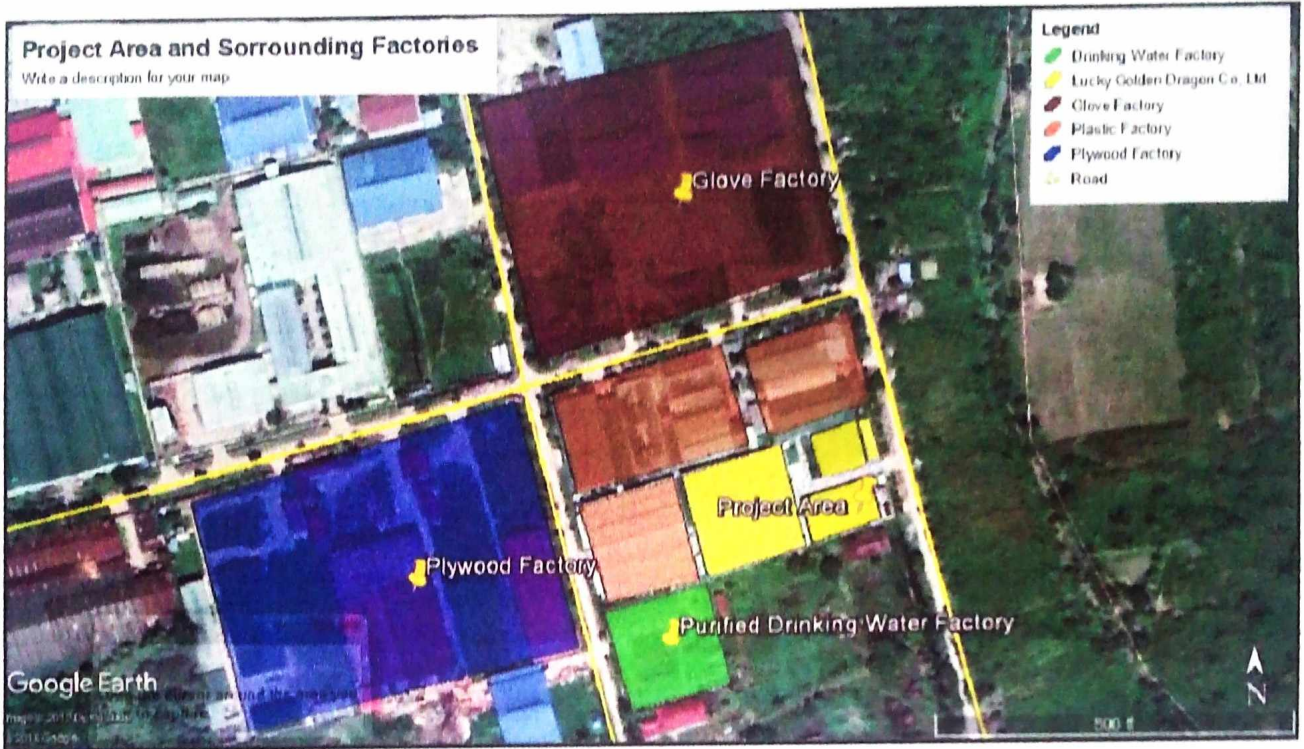 Project Area and Sorrounding Factories
Write a description for your map
Legend
Drinking Water Factory
Lucky Golden Dragon Co, Ltd
Glove Factory
Plastic Factory
Plywood Factory
Road
Glove Factory
Project Area
Plywood Factory
Purified Drinking Water Factory
Google Earth
N
500 ft